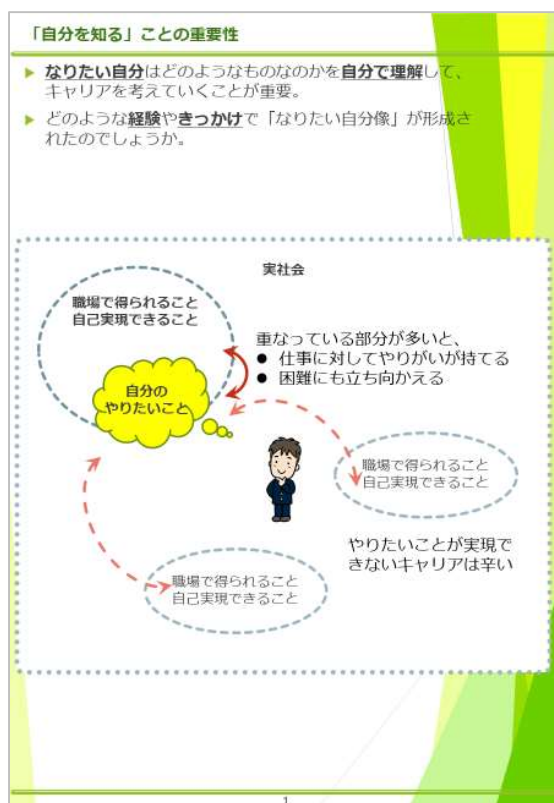 「自分を知る」ことの重要性
なりたい自分はどのようなものなのかを自分で理解して、
キャリアを考えていくことが重要。
どのような経験やきっかけで「なりたい自分像」が形成さ
れたのでしょうか。
実社会
職場で得られること
自己実現できること
重なっている部分が多いと、
● 仕事に対してやりがいが持てる
● 困難にも立ち向かえる
自分の
やりたいこと
職場で得られること
自己実現できること
やりたいことが実現で
きないキャリアは辛い
職場で得られること
自己実現できること
1